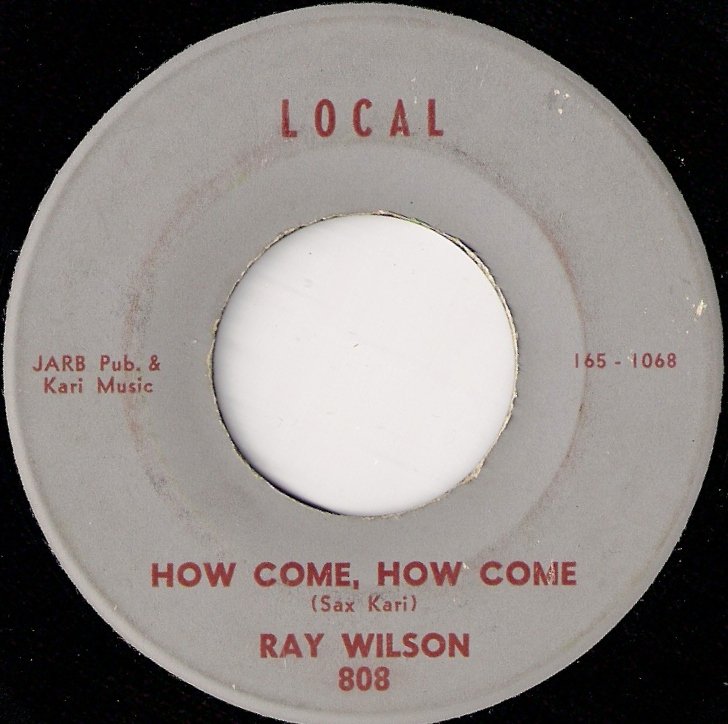 LOCAL
JARB Pub. &
Kari Music
165 - 1068
HOW COME, HOW COME
(Sax Kari)
RAY WILSON
808